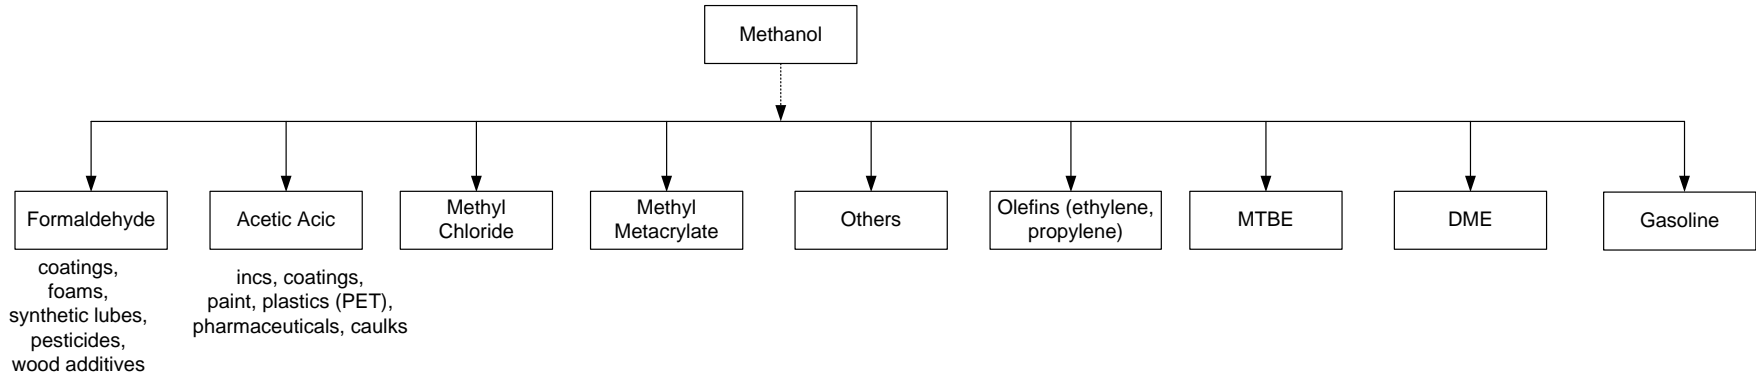 Methanol
Formaldehyde
Acetic Acic
Methyl
Chloride
Methyl
Metacrylate
Others
Olefins (ethylene,
propylene)
MTBE
DME
Gasoline
coatings,
foams,
synthetic lubes,
pesticides,
wood additives
incs, coatings,
paint, plastics (PET),
pharmaceuticals, caulks